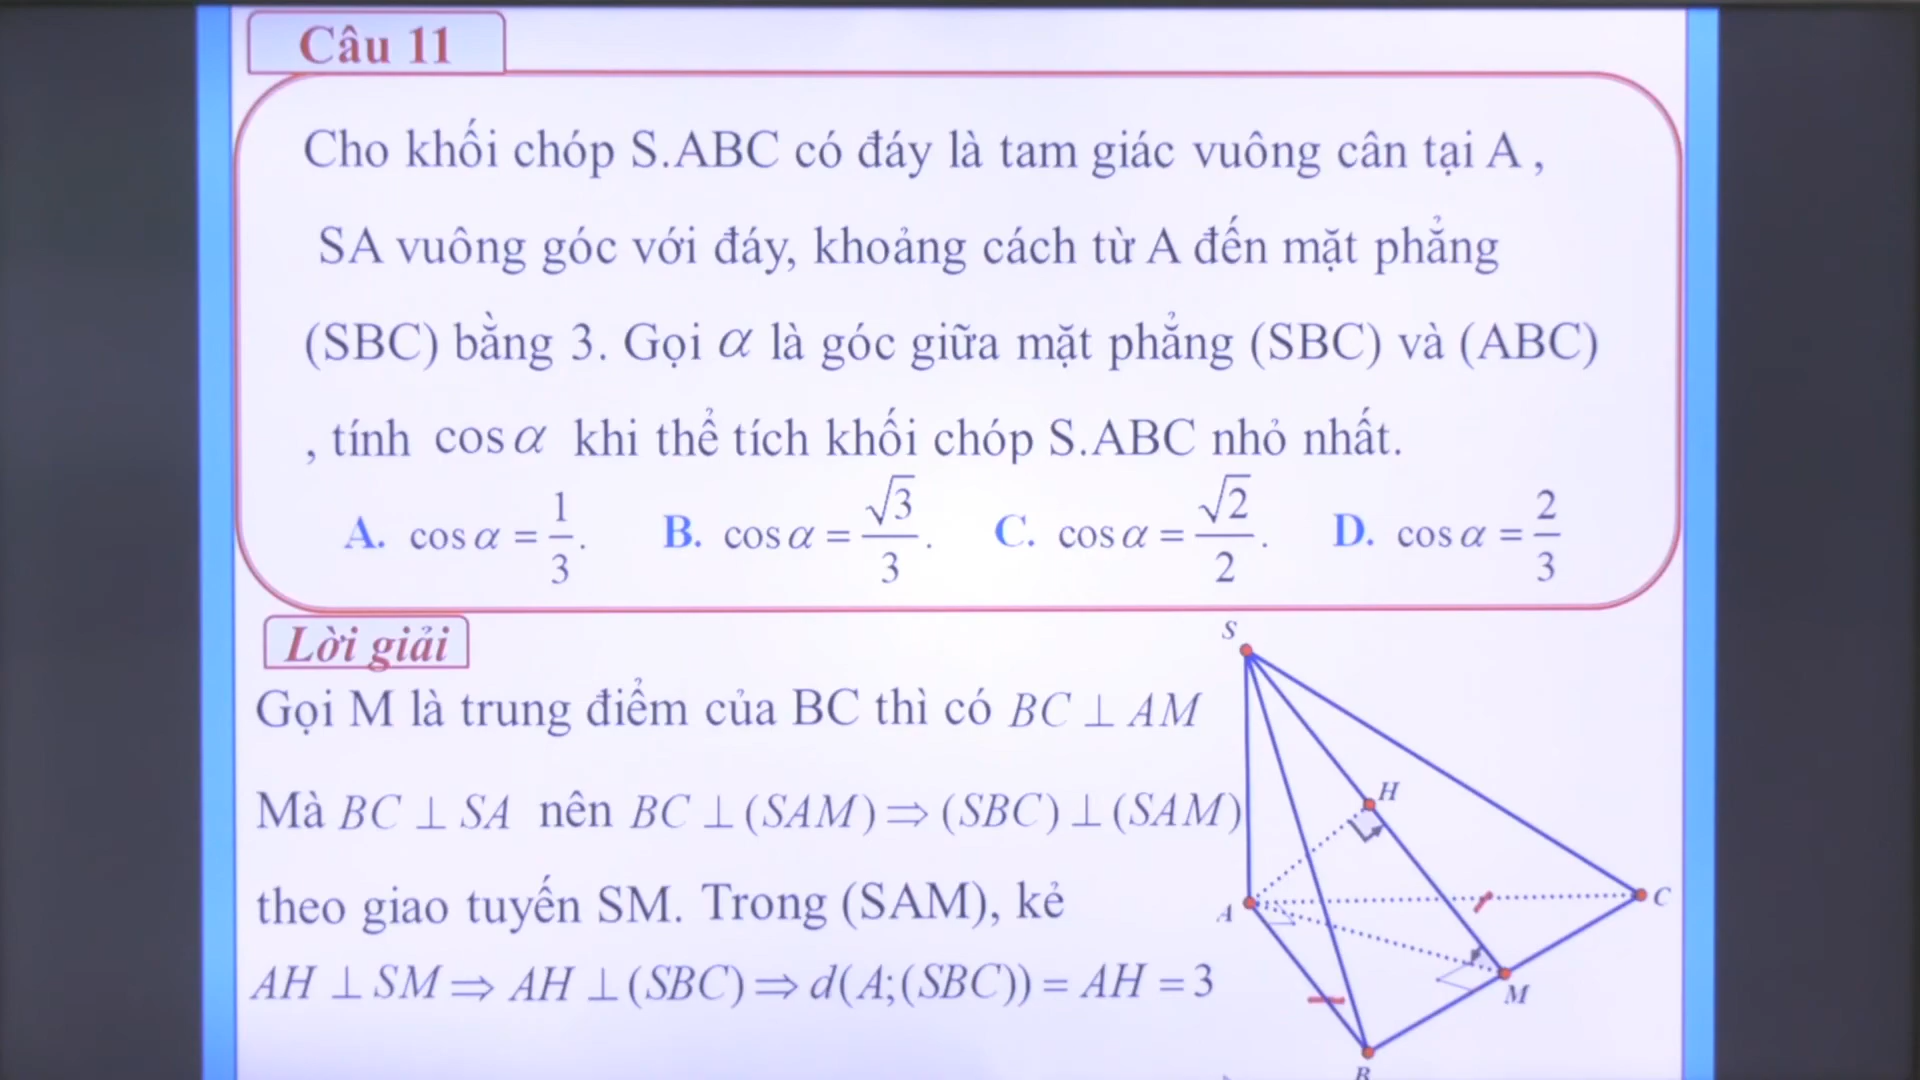 Câu 11
Cho khối chóp S.ABC có đáy là tam giác vuông cân tại A ,
SA vuông góc với đáy, khoảng cách từ A đến mặt phẳng
(SBC) bằng 3. Gọi α là góc giữa mặt phẳng (SBC) và (ABC)
, tính cos α khi thể tích khối chóp S.ABC nhỏ nhất.
A. cos α = 1/3. B. cos α = √3/3. C. cos α = √2/2. D. cos α = 2/3
Lời giải
Gọi M là trung điểm của BC thì có BC ⊥ AM
Mà BC ⊥ SA nên BC ⊥ (SAM) ⇒ (SBC) ⊥ (SAM)
theo giao tuyến SM. Trong (SAM), kẻ
AH ⊥ SM ⇒ AH ⊥ (SBC) ⇒ d(A;(SBC)) = AH = 3
S
H
A
C
M
B